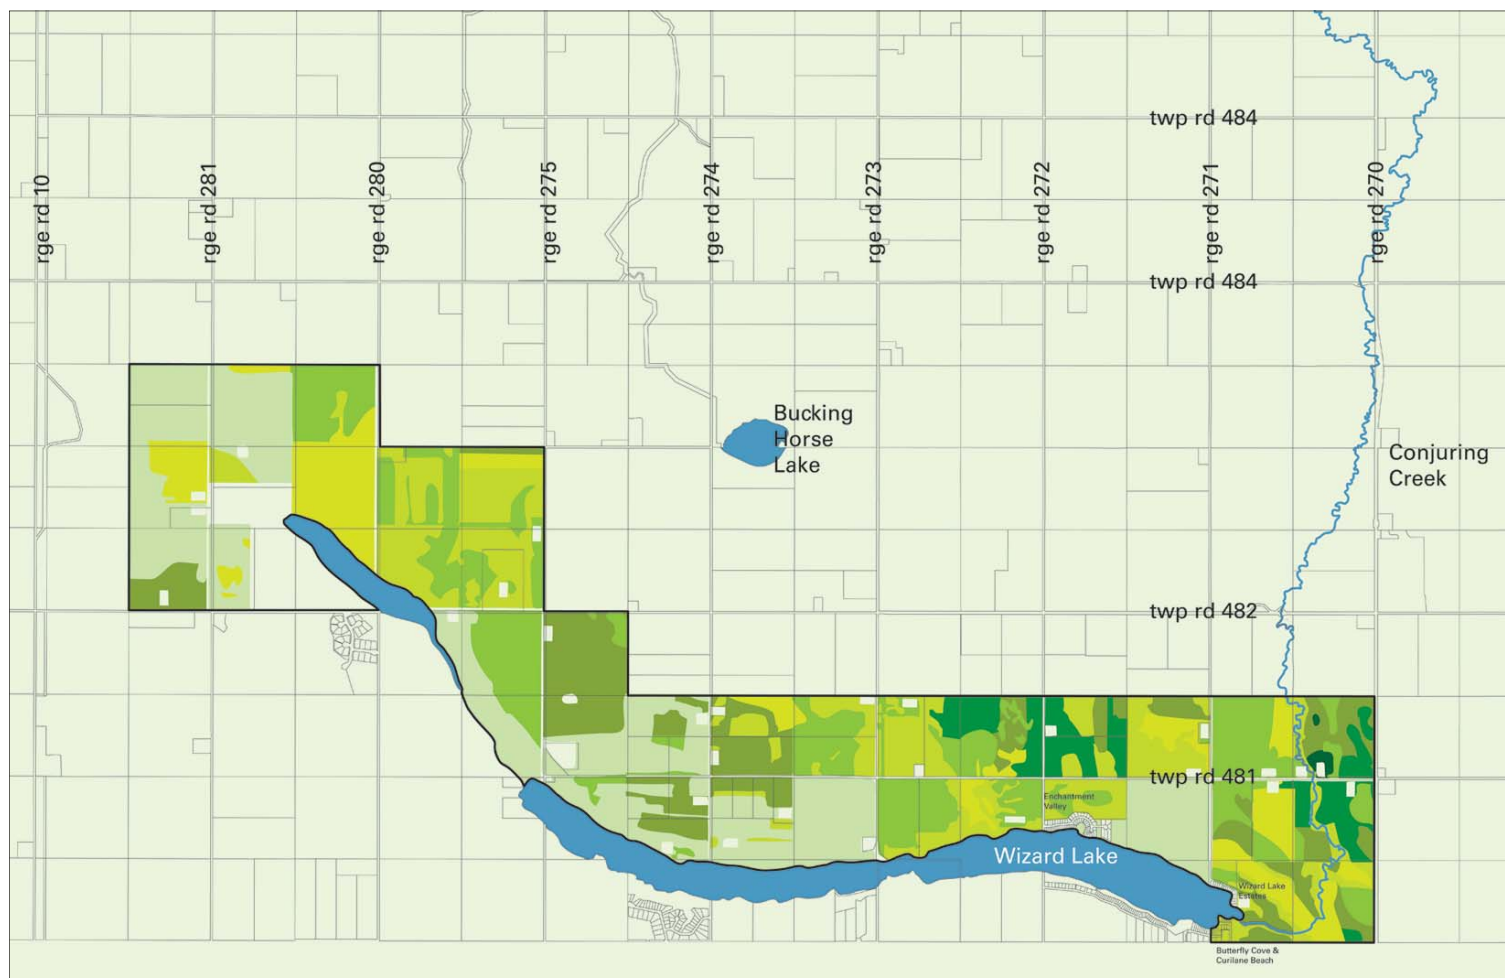 twp rd 484
rge rd 10
rge rd 281
rge rd 280
rge rd 275
rge rd 274
rge rd 273
rge rd 272
rge rd 271
rge rd 270
twp rd 484
Bucking
Horse
Lake
Conjuring
Creek
twp rd 482
twp rd 481
Enchantment
Valley
Wizard Lake
Wizard Lake
Estates
Butterfly Cove &
Curilane Beach